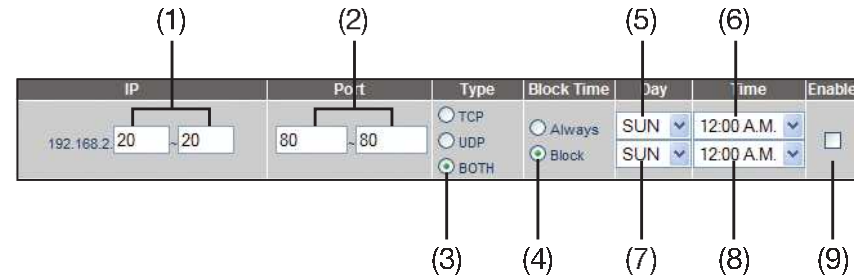 (1) (2) (5) (6)
IP Port Type Block Time Day Time Enable
192.168.2. 20 ~ 20 80 ~ 80
TCP
UDP
BOTH
Always
Block
SUN 12:00 A.M.
SUN 12:00 A.M.
(3) (4) (7) (8) (9)